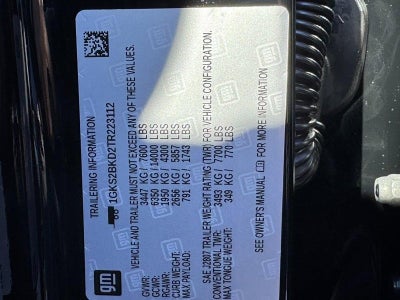 gm
TRAILERING INFORMATION
1GKS2BKD2TR223112
VEHICLE AND TRAILER MUST NOT EXCEED ANY OF THESE VALUES.
GVWR: 3447 KG / 7600 LBS
GCWR: 6350 KG / 14000 LBS
RGAWR: 1950 KG / 4300 LBS
CURB WEIGHT: 2656 KG / 5857 LBS
MAX PAYLOAD: 791 KG / 1743 LBS
SAE J2807 TRAILER WEIGHT RATING (TWR) FOR VEHICLE CONFIGURATION.
TWR: 3493 KG / 7700 LBS
MAX TONGUE WEIGHT: 349 KG / 770 LBS
SEE OWNER'S MANUAL FOR MORE INFORMATION